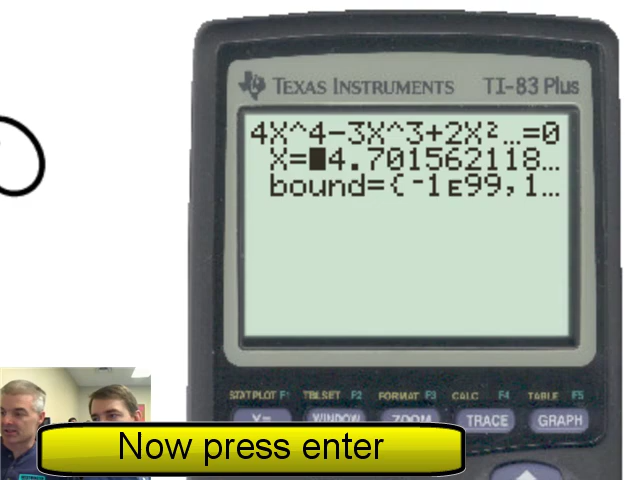 TEXAS INSTRUMENTS TI-83 Plus
4X^4-3X^3+2X²…=0
X=■4.701562118…
bound={⁻1ᴇ99,1…
STAT PLOT F1 TBLSET F2 FORMAT F3 CALC F4 TABLE F5
Y= WINDOW ZOOM TRACE GRAPH
Now press enter